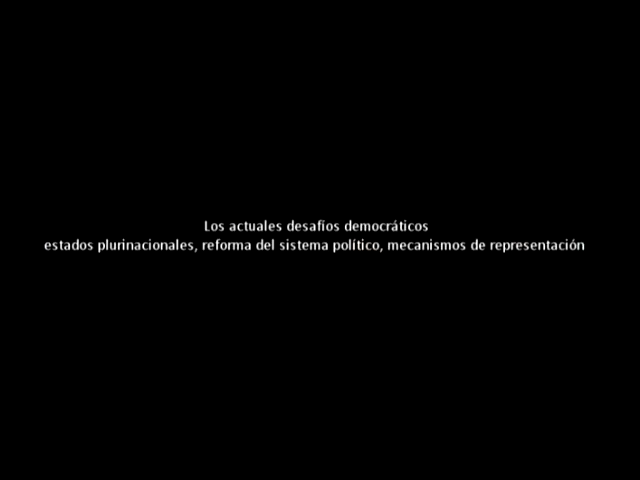 Los actuales desafíos democráticos
estados plurinacionales, reforma del sistema político, mecanismos de representación